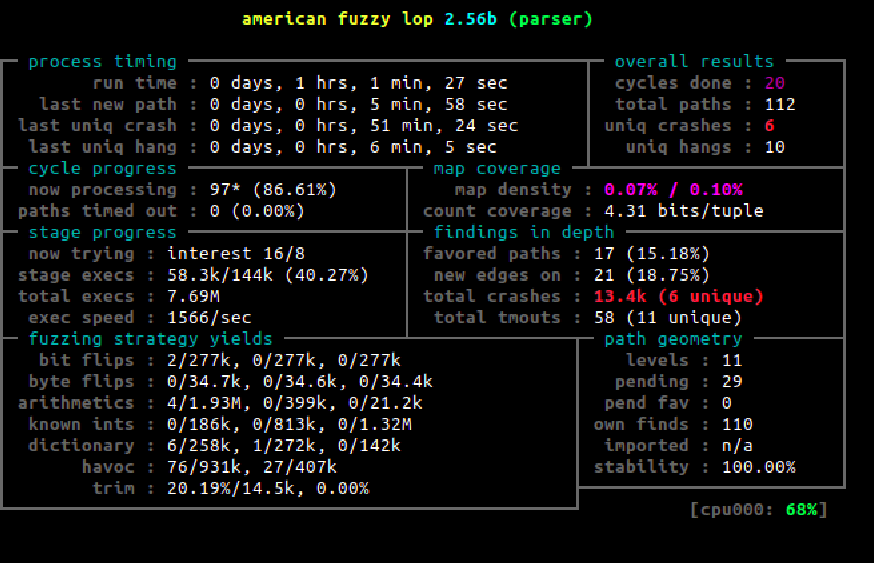 american fuzzy lop 2.56b (parser)
process timing overall results
run time : 0 days, 1 hrs, 1 min, 27 sec cycles done : 20
last new path : 0 days, 0 hrs, 5 min, 58 sec total paths : 112
last uniq crash : 0 days, 0 hrs, 51 min, 24 sec uniq crashes : 6
last uniq hang : 0 days, 0 hrs, 6 min, 5 sec uniq hangs : 10
cycle progress map coverage
now processing : 97* (86.61%) map density : 0.07% / 0.10%
paths timed out : 0 (0.00%) count coverage : 4.31 bits/tuple
stage progress findings in depth
now trying : interest 16/8 favored paths : 17 (15.18%)
stage execs : 58.3k/144k (40.27%) new edges on : 21 (18.75%)
total execs : 7.69M total crashes : 13.4k (6 unique)
exec speed : 1566/sec total tmouts : 58 (11 unique)
fuzzing strategy yields path geometry
bit flips : 2/277k, 0/277k, 0/277k levels : 11
byte flips : 0/34.7k, 0/34.6k, 0/34.4k pending : 29
arithmetics : 4/1.93M, 0/399k, 0/21.2k pend fav : 0
known ints : 0/186k, 0/813k, 0/1.32M own finds : 110
dictionary : 6/258k, 1/272k, 0/142k imported : n/a
havoc : 76/931k, 27/407k stability : 100.00%
trim : 20.19%/14.5k, 0.00%
[cpu000: 68%]